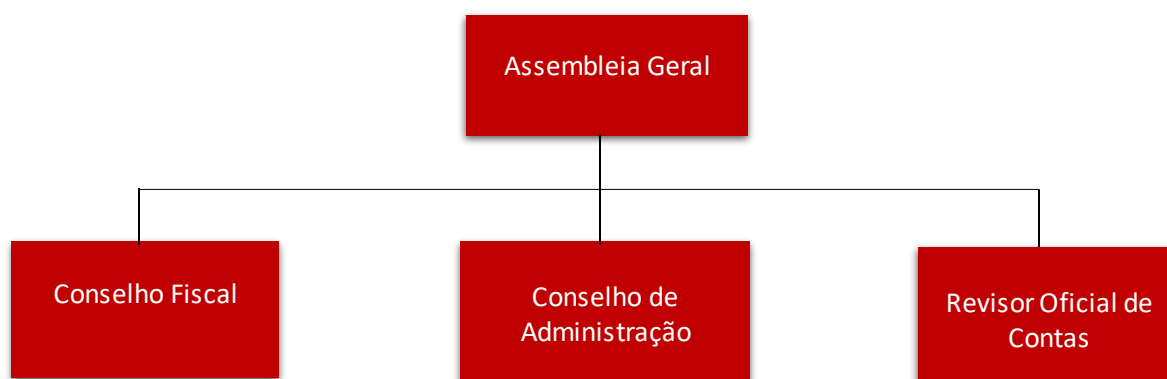 Assembleia Geral
Conselho Fiscal
Conselho de
Administração
Revisor Oficial de
Contas